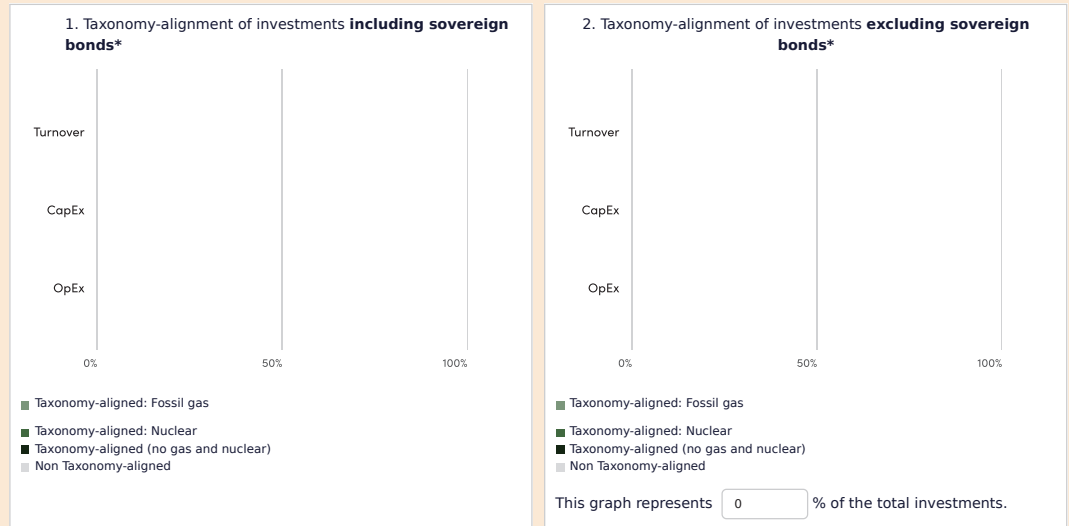 1. Taxonomy-alignment of investments including sovereign
bonds*
Turnover
CapEx
OpEx
0% 50% 100%
Taxonomy-aligned: Fossil gas
Taxonomy-aligned: Nuclear
Taxonomy-aligned (no gas and nuclear)
Non Taxonomy-aligned
2. Taxonomy-alignment of investments excluding sovereign
bonds*
Turnover
CapEx
OpEx
0% 50% 100%
Taxonomy-aligned: Fossil gas
Taxonomy-aligned: Nuclear
Taxonomy-aligned (no gas and nuclear)
Non Taxonomy-aligned
This graph represents 0 % of the total investments.